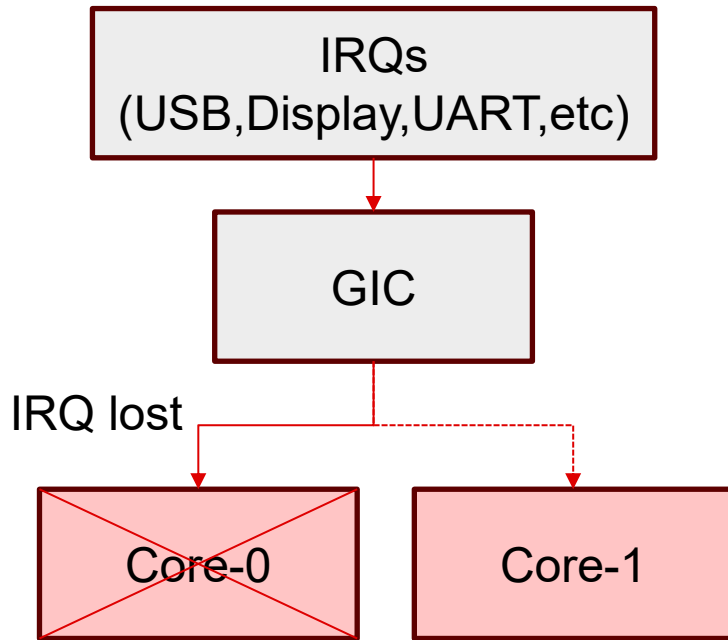 IRQs
(USB,Display,UART,etc)
GIC
IRQ lost
Core-0
Core-1